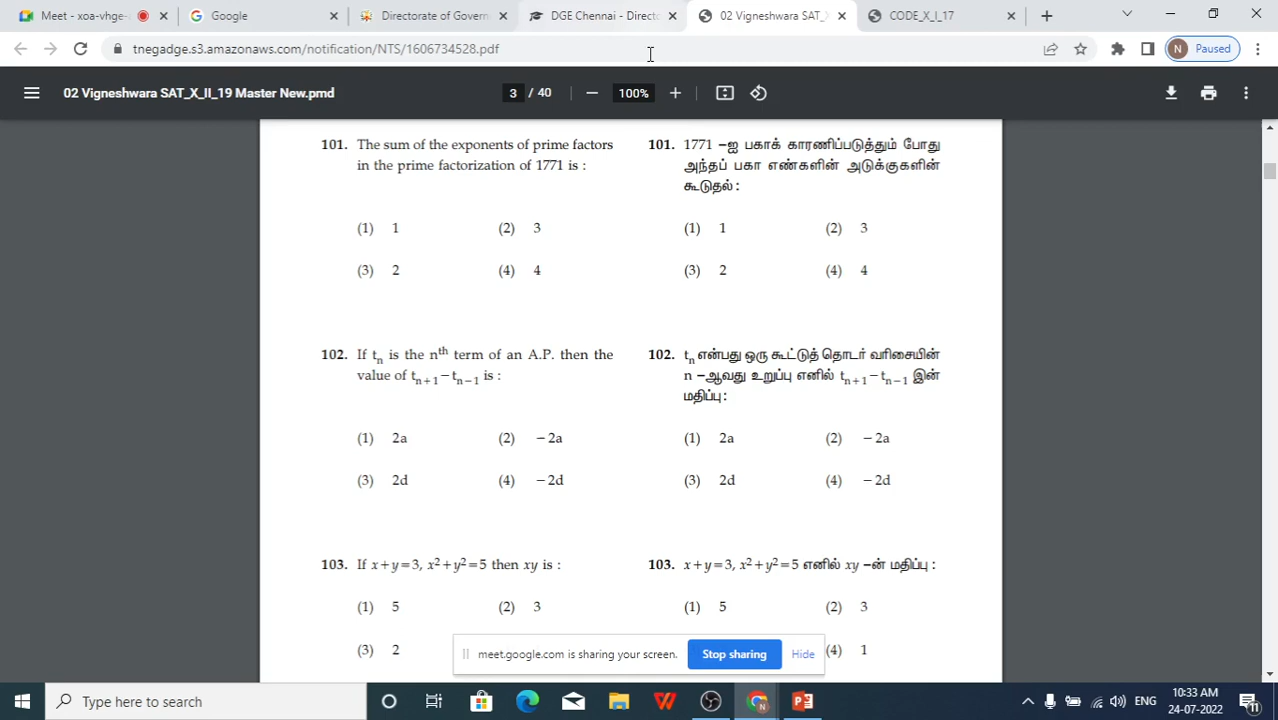 Meet - xoa-vhge-
Google
Directorate of Govern
DGE Chennai - Directo
02 Vigneshwara SAT_X_
CODE_X_I_17
tnegadge.s3.amazonaws.com/notification/NTS/1606734528.pdf
N Paused
02 Vigneshwara SAT_X_II_19 Master New.pmd
3 / 40
100%
101. The sum of the exponents of prime factors
in the prime factorization of 1771 is :
(1) 1 (2) 3
(3) 2 (4) 4
101. 1771 –ஐ பகாக் காரணிப்படுத்தும் போது
அந்தப் பகா எண்களின் அடுக்குகளின்
கூடுதல் :
(1) 1 (2) 3
(3) 2 (4) 4
102. If tn is the nth term of an A.P. then the
value of tn+1−tn−1 is :
(1) 2a (2) −2a
(3) 2d (4) −2d
102. tn என்பது ஒரு கூட்டுத் தொடர் வரிசையின்
n –ஆவது உறுப்பு எனில் tn+1−tn−1 இன்
மதிப்பு :
(1) 2a (2) −2a
(3) 2d (4) −2d
103. If x+y=3, x²+y²=5 then xy is :
(1) 5 (2) 3
(3) 2
103. x+y=3, x²+y²=5 எனில் xy –ன் மதிப்பு :
(1) 5 (2) 3
(4) 1
meet.google.com is sharing your screen.
Stop sharing
Hide
Type here to search
N
ENG
10:33 AM
24-07-2022
11